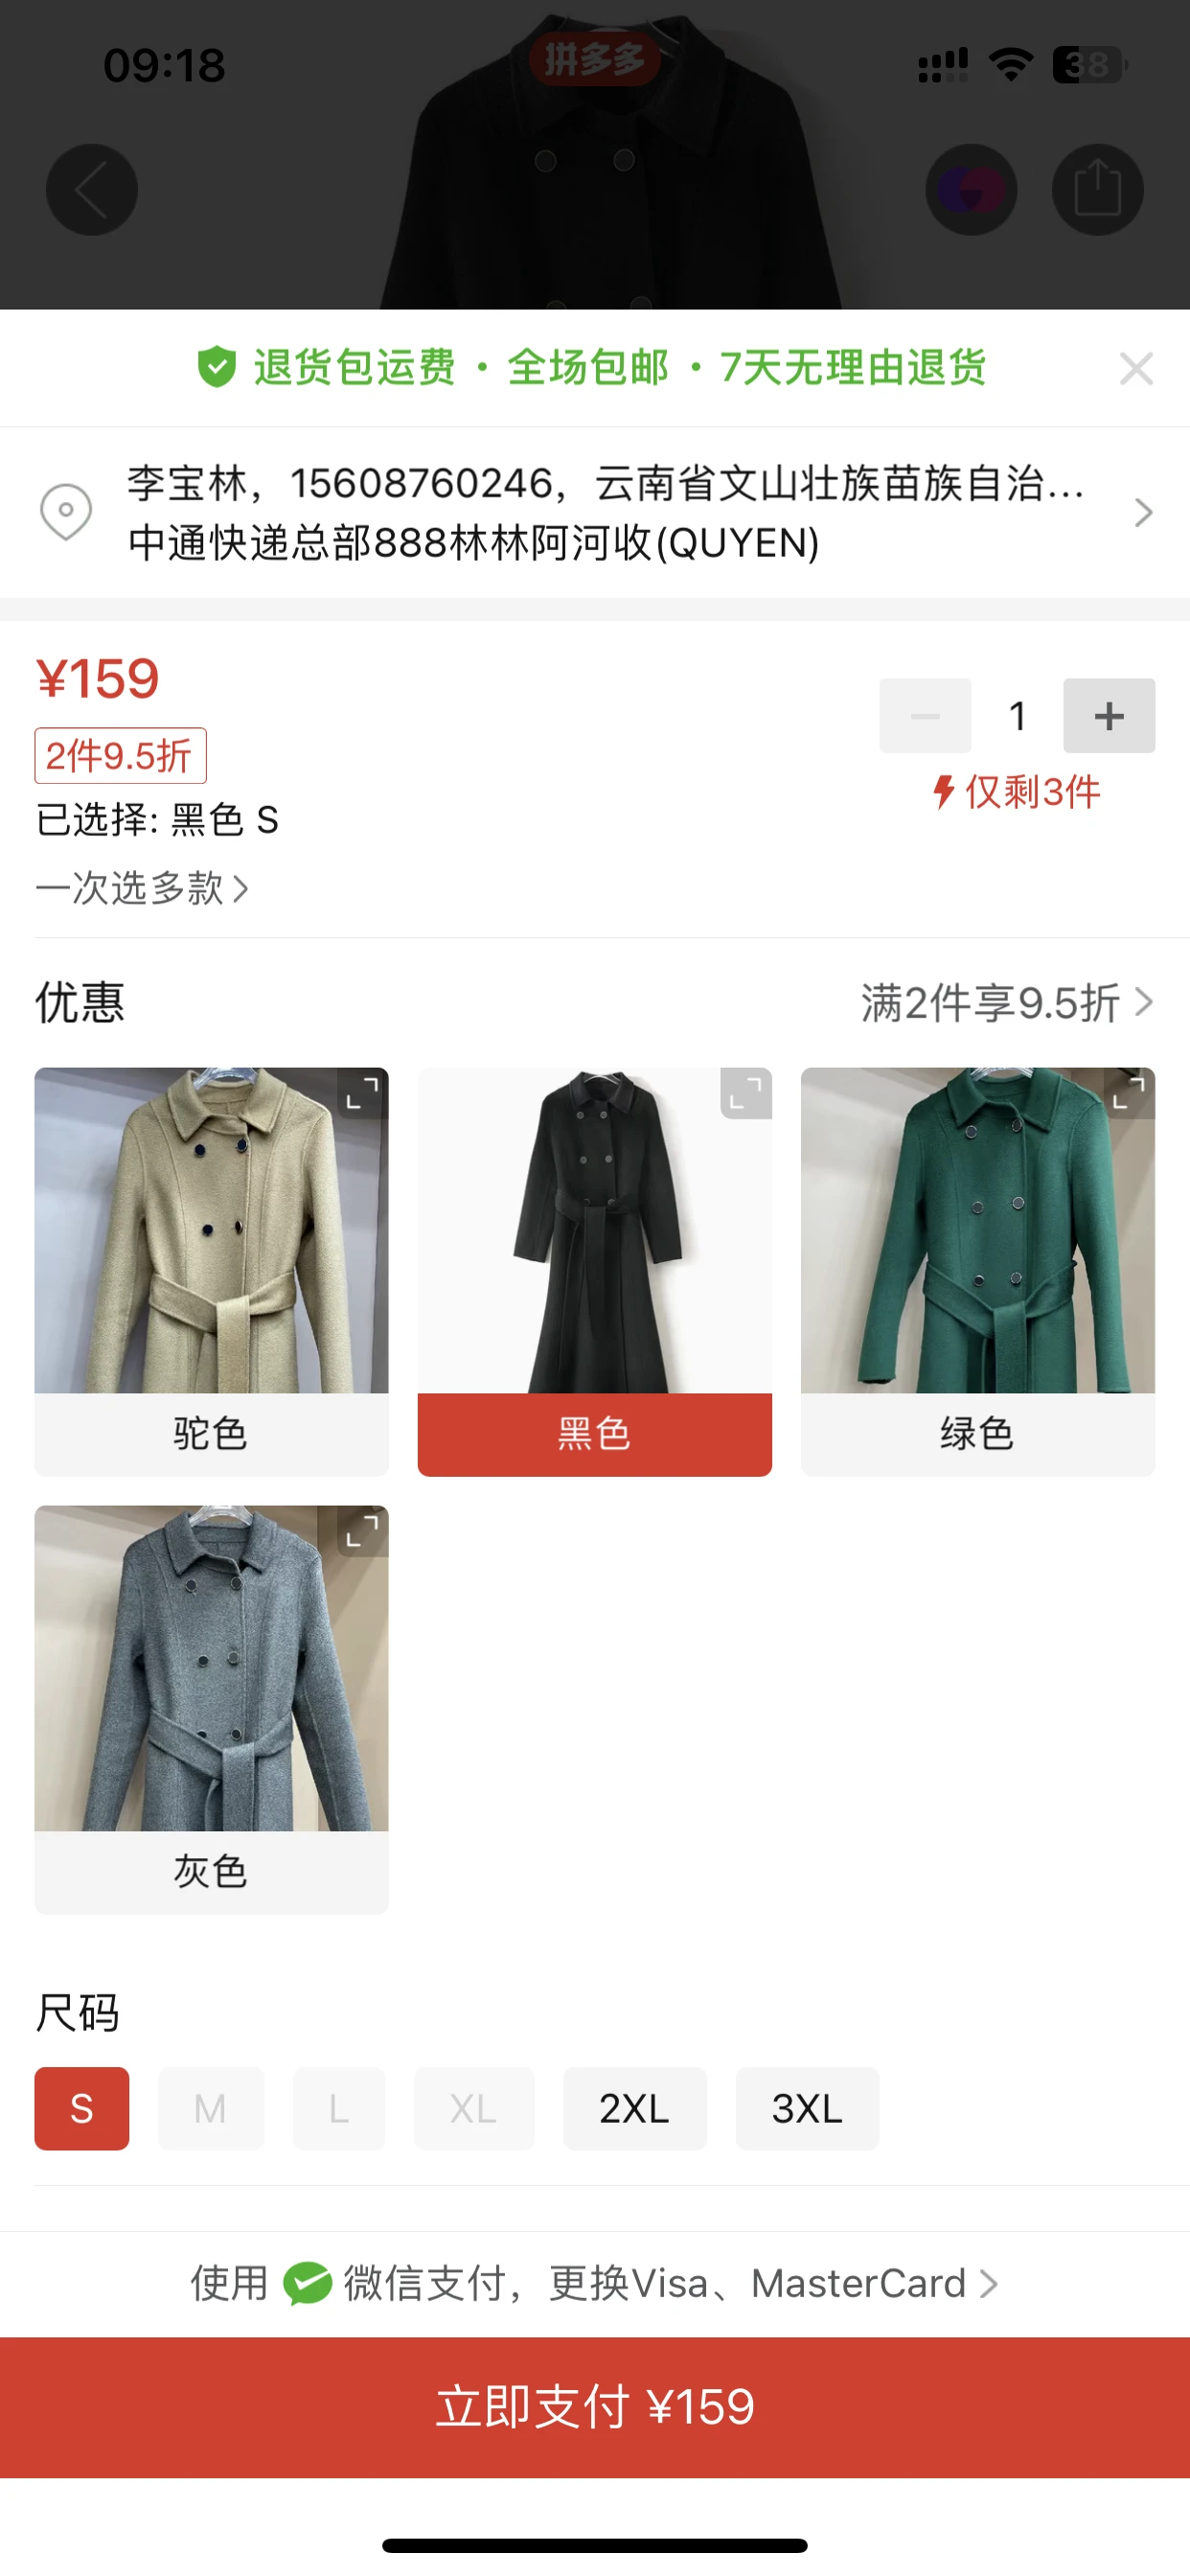 09:18
拼多多
38
退货包运费 · 全场包邮 · 7天无理由退货
李宝林，15608760246，云南省文山壮族苗族自治...
中通快递总部888林林阿河收(QUYEN)
¥159
1
2件9.5折
仅剩3件
已选择: 黑色 S
一次选多款
优惠
满2件享9.5折
驼色
黑色
绿色
灰色
尺码
S
M
L
XL
2XL
3XL
使用 微信支付，更换Visa、MasterCard
立即支付 ¥159